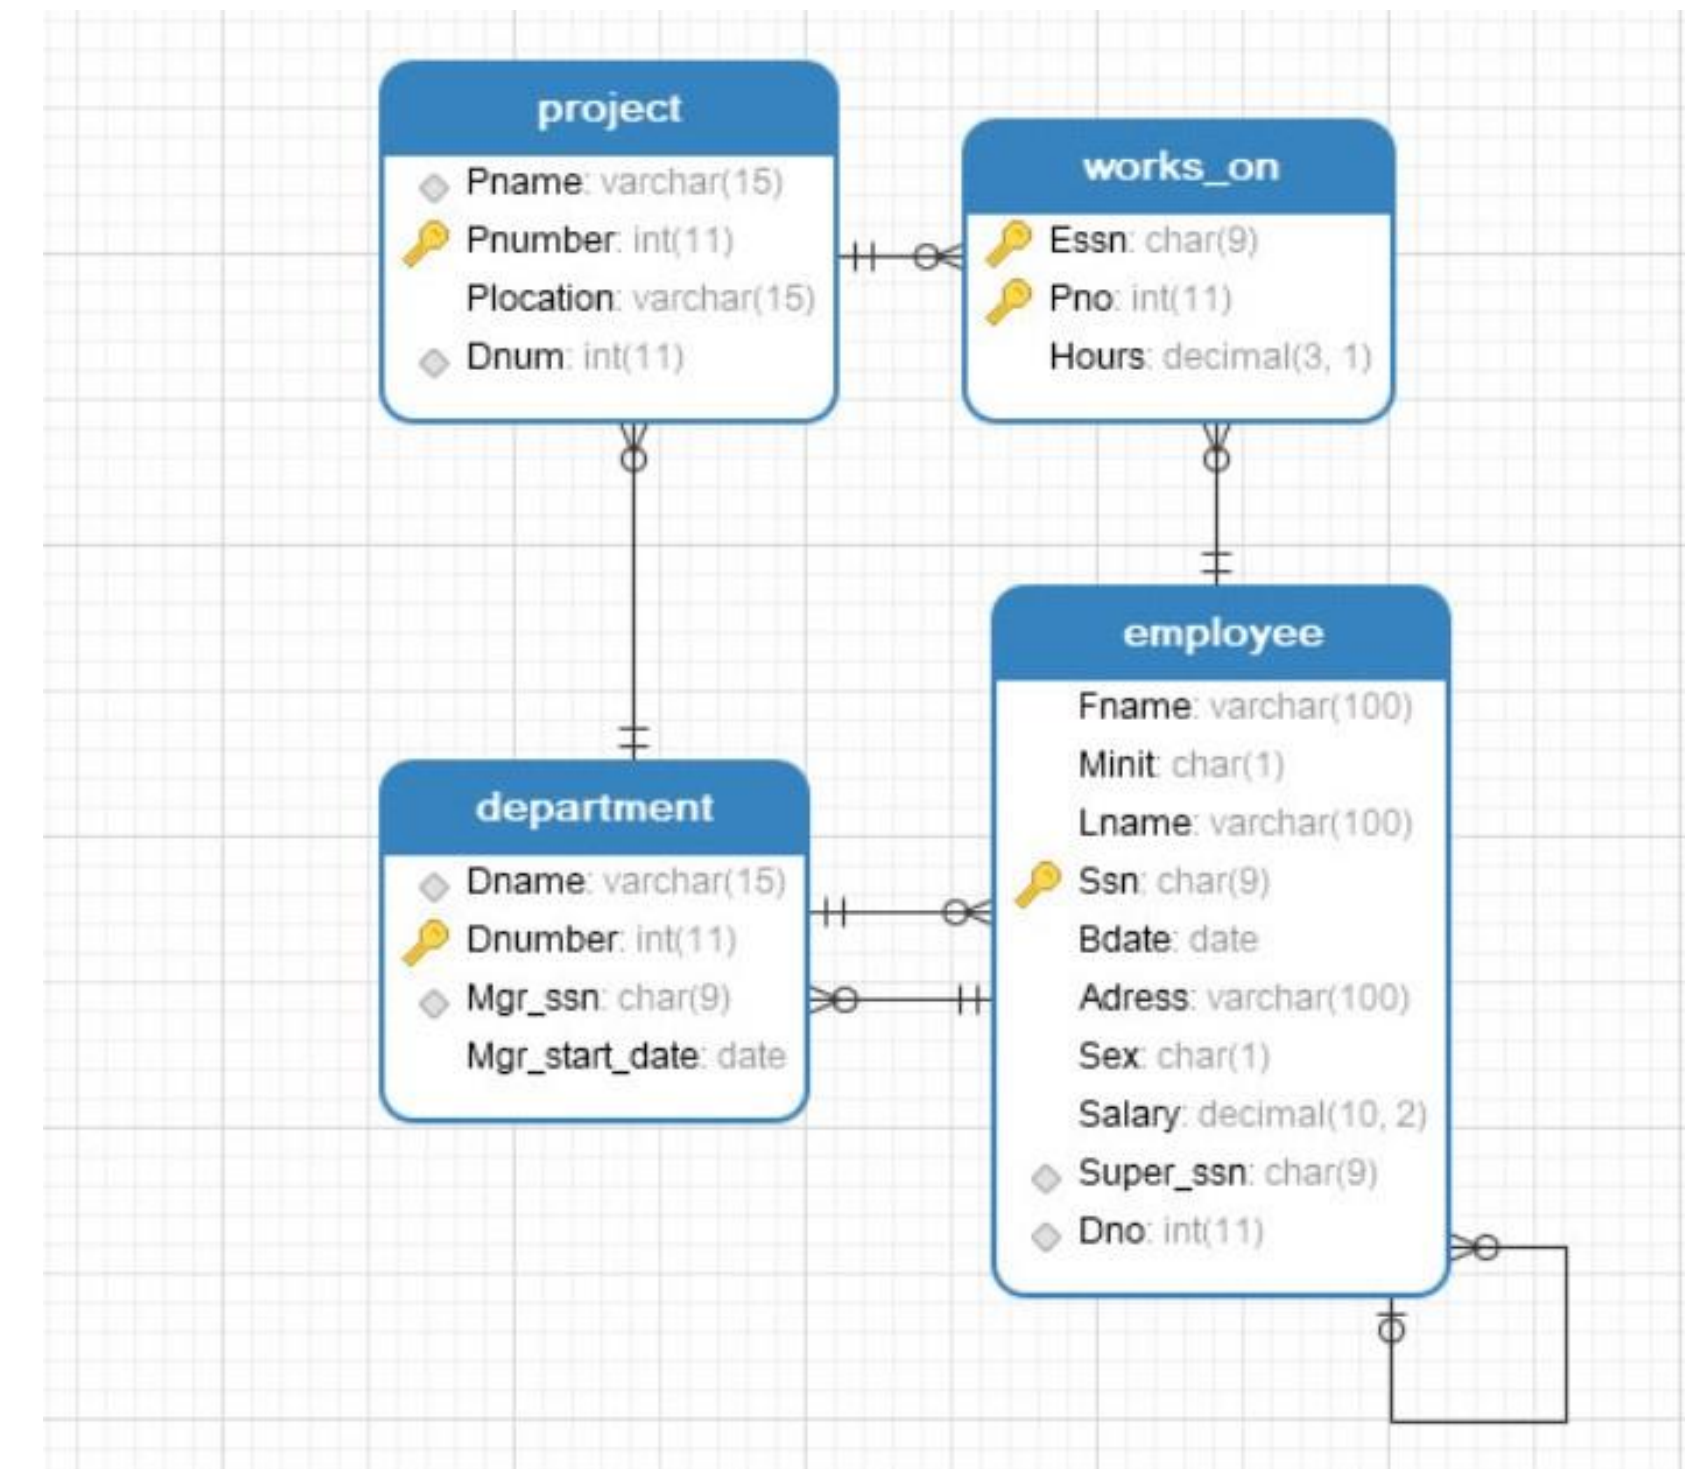 project
Pname: varchar(15)
Pnumber: int(11)
Plocation: varchar(15)
Dnum: int(11)
works_on
Essn: char(9)
Pno: int(11)
Hours: decimal(3, 1)
department
Dname: varchar(15)
Dnumber: int(11)
Mgr_ssn: char(9)
Mgr_start_date: date
employee
Fname: varchar(100)
Minit: char(1)
Lname: varchar(100)
Ssn: char(9)
Bdate: date
Adress: varchar(100)
Sex: char(1)
Salary: decimal(10, 2)
Super_ssn: char(9)
Dno: int(11)